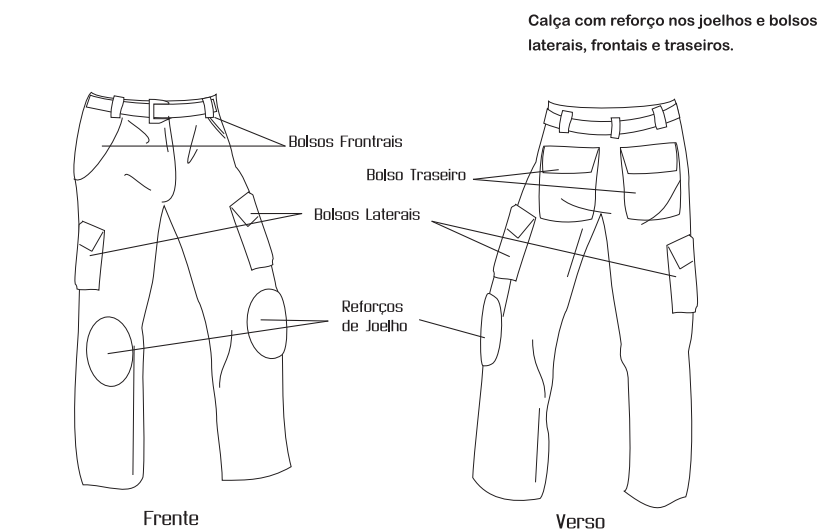 Calça com reforço nos joelhos e bolsos
laterais, frontais e traseiros.
Bolsos Frontrais
Bolso Traseiro
Bolsos Laterais
Reforços
de Joelho
Frente
Verso